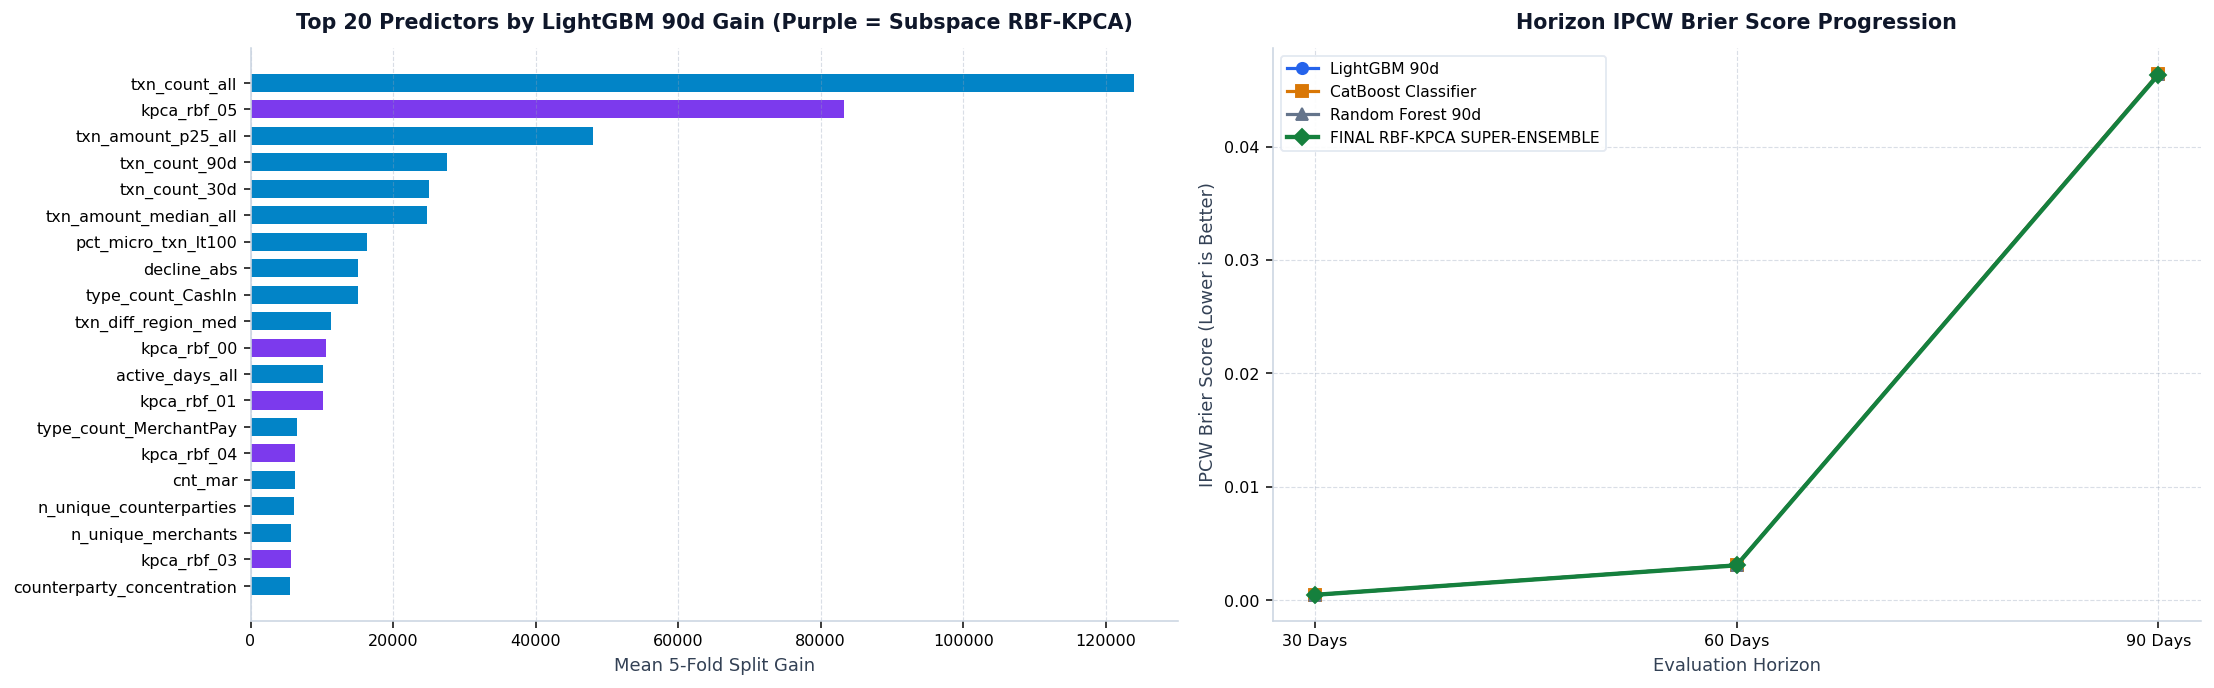 Top 20 Predictors by LightGBM 90d Gain (Purple = Subspace RBF-KPCA)
txn_count_all
kpca_rbf_05
txn_amount_p25_all
txn_count_90d
txn_count_30d
txn_amount_median_all
pct_micro_txn_lt100
decline_abs
type_count_CashIn
txn_diff_region_med
kpca_rbf_00
active_days_all
kpca_rbf_01
type_count_MerchantPay
kpca_rbf_04
cnt_mar
n_unique_counterparties
n_unique_merchants
kpca_rbf_03
counterparty_concentration
0 20000 40000 60000 80000 100000 120000
Mean 5-Fold Split Gain
Horizon IPCW Brier Score Progression
LightGBM 90d
CatBoost Classifier
Random Forest 90d
FINAL RBF-KPCA SUPER-ENSEMBLE
IPCW Brier Score (Lower is Better)
0.04
0.03
0.02
0.01
0.00
30 Days 60 Days 90 Days
Evaluation Horizon